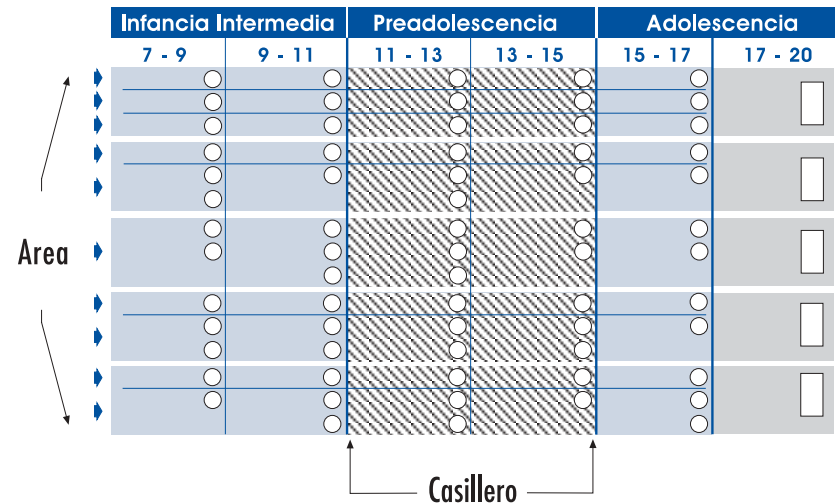 Infancia Intermedia Preadolescencia Adolescencia
7 - 9 9 - 11 11 - 13 13 - 15 15 - 17 17 - 20
Area
Casillero